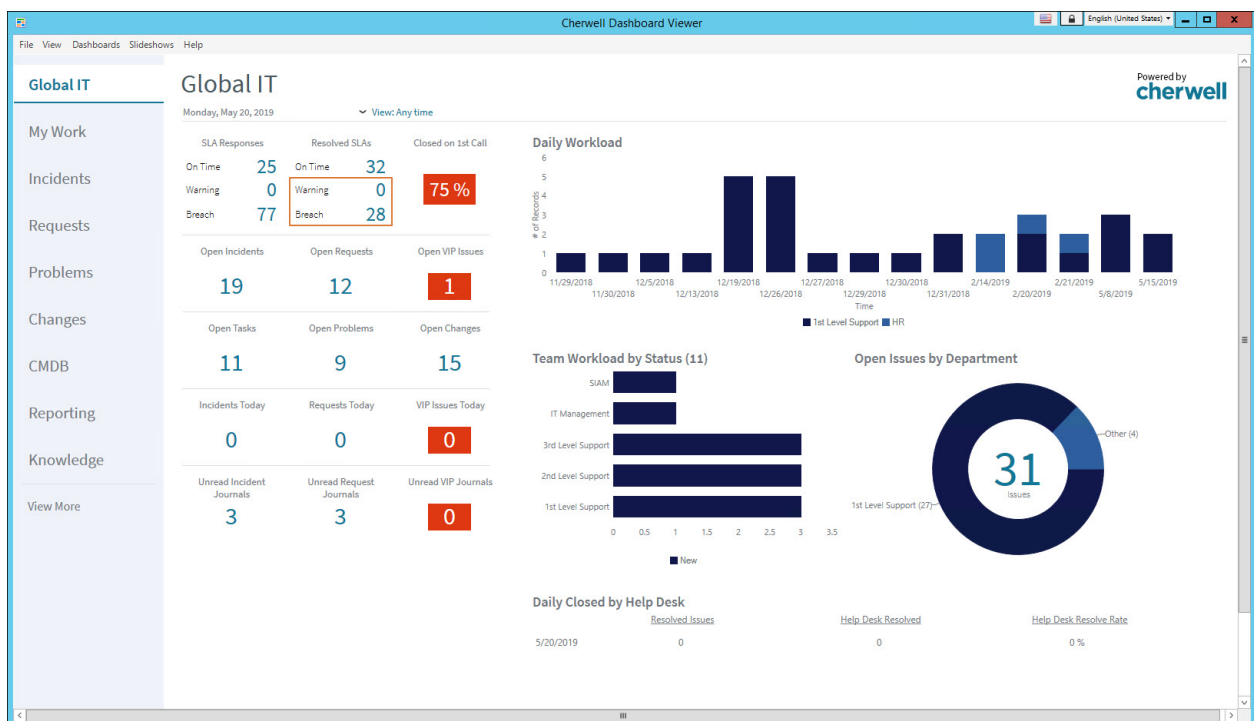 Cherwell Dashboard Viewer
English (United States)
File View Dashboards Slideshows Help
Global IT
My Work
Incidents
Requests
Problems
Changes
CMDB
Reporting
Knowledge
View More
Global IT
Powered by
cherwell
Monday, May 20, 2019
View: Any time
SLA Responses
On Time 25
Warning 0
Breach 77
Resolved SLAs
On Time 32
Warning 0
Breach 28
Closed on 1st Call
75 %
Open Incidents
19
Open Requests
12
Open VIP Issues
1
Open Tasks
11
Open Problems
9
Open Changes
15
Incidents Today
0
Requests Today
0
VIP Issues Today
0
Unread Incident
Journals
3
Unread Request
Journals
3
Unread VIP Journals
0
Daily Workload
# of Records
6
5
4
3
2
1
0
11/29/2018 12/5/2018 12/19/2018 12/27/2018 12/30/2018 2/14/2019 2/21/2019 5/15/2019
11/30/2018 12/13/2018 12/26/2018 12/29/2018 12/31/2018 2/20/2019 5/8/2019
Time
1st Level Support HR
Team Workload by Status (11)
SIAM
IT Management
3rd Level Support
2nd Level Support
1st Level Support
0 0.5 1 1.5 2 2.5 3 3.5
New
Open Issues by Department
Other (4)
31
Issues
1st Level Support (27)
Daily Closed by Help Desk
Resolved Issues Help Desk Resolved Help Desk Resolve Rate
5/20/2019 0 0 0 %